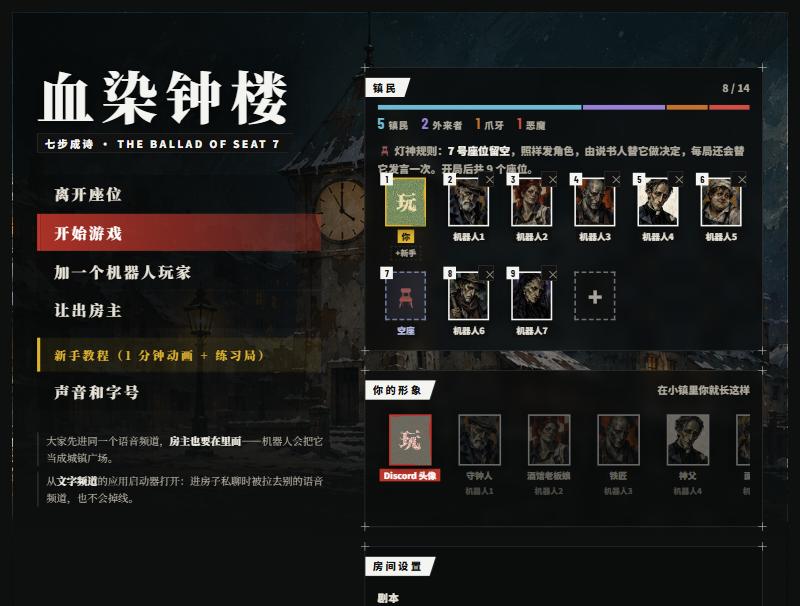 血染钟楼
七步成诗 • THE BALLAD OF SEAT 7
离开座位
开始游戏
加一个机器人玩家
让出房主
新手教程（1 分钟动画 + 练习局）
声音和字号
大家先进同一个语音频道，房主也要在里面——机器人会把它
当成城镇广场。
从文字频道的应用启动器打开：进房子私聊时被拉去别的语音
频道，也不会掉线。
镇民
8 / 14
5 镇民 2 外来者 1 爪牙 1 恶魔
灯神规则：7 号座位留空，照样发角色，由说书人替它做决定，每局还会替
它发言一次。开局后共 9 个座位。
1 2 3 4 5 6
玩
你 机器人1 机器人2 机器人3 机器人4 机器人5
+新手
7 8 9
+
空座 机器人6 机器人7
你的形象
在小镇里你就长这样
玩
Discord 头像 守钟人 酒馆老板娘 铁匠 神父
机器人1 机器人2 机器人3 机器人4
房间设置
剧本